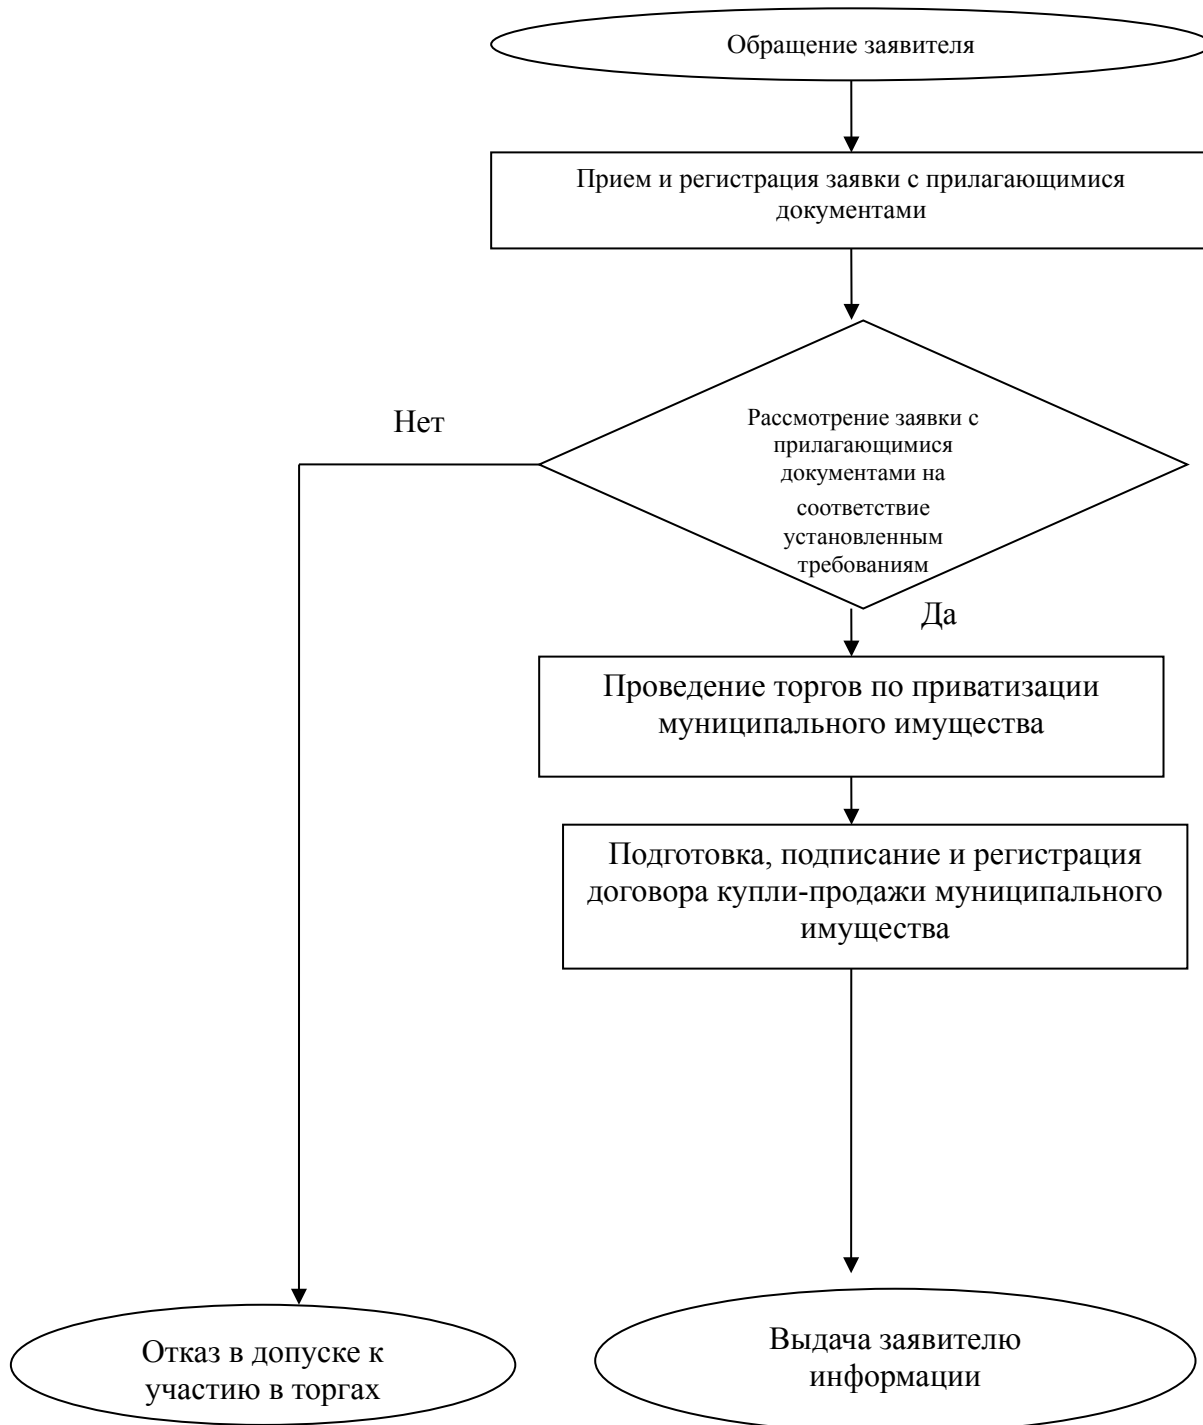 Обращение заявителя
Прием и регистрация заявки с прилагающимися
документами
Нет
Рассмотрение заявки с
прилагающимися
документами на
соответствие
установленным
требованиям
Да
Проведение торгов по приватизации
муниципального имущества
Подготовка, подписание и регистрация
договора купли-продажи муниципального
имущества
Отказ в допуске к
участию в торгах
Выдача заявителю
информации